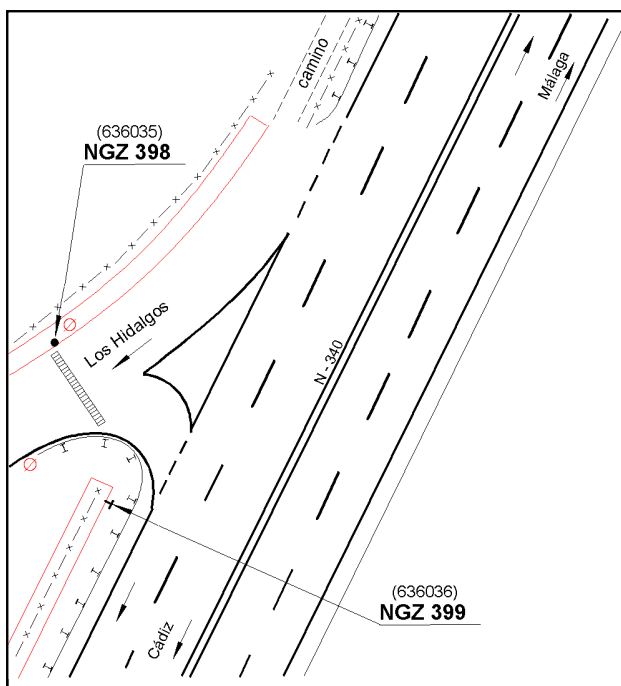 camino
Málaga
(636035)
NGZ 398
Los Hidalgos
N - 340
(636036)
NGZ 399
Cádiz